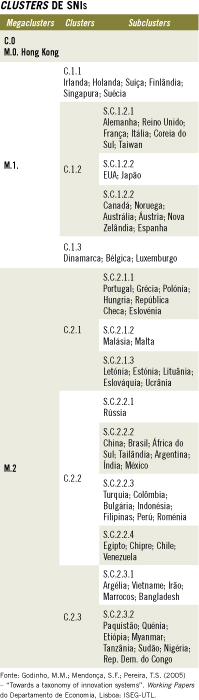 CLUSTERS DE SNIs
Megaclusters Clusters Subclusters
C.0
M.0. Hong Kong
C.1.1
Irlanda; Holanda; Suiça; Finlândia;
Singapura; Suécia
M.1.
C.1.2
S.C.1.2.1
Alemanha; Reino Unido;
França; Itália; Coreia do
Sul; Taiwan
S.C.1.2.2
EUA; Japão
S.C.1.2.2
Canadá; Noruega;
Austrália; Áustria; Nova
Zelândia; Espanha
C.1.3
Dinamarca; Bélgica; Luxemburgo
M.2
C.2.1
S.C.2.1.1
Portugal; Grécia; Polónia;
Hungria; República
Checa; Eslovénia
S.C.2.1.2
Malásia; Malta
S.C.2.1.3
Letónia; Estónia; Lituânia;
Eslováquia; Ucrânia
C.2.2
S.C.2.2.1
Rússia
S.C.2.2.2
China; Brasil; África do
Sul; Tailândia; Argentina;
Índia; México
S.C.2.2.3
Turquia; Colômbia;
Bulgária; Indonésia;
Filipinas; Peru; Roménia
S.C.2.2.4
Egipto; Chipre; Chile;
Venezuela
C.2.3
S.C.2.3.1
Argélia; Vietname; Irão;
Marrocos; Bangladesh
S.C.2.3.2
Paquistão; Quénia;
Etiópia; Myanmar;
Tanzânia; Sudão; Nigéria;
Rep. Dem. do Congo
Fonte: Godinho, M.M.; Mendonça, S.F.; Pereira, T.S. (2005)
– “Towards a taxonomy of innovation systems”. Working Papers
do Departamento de Economia, Lisboa: ISEG-UTL.